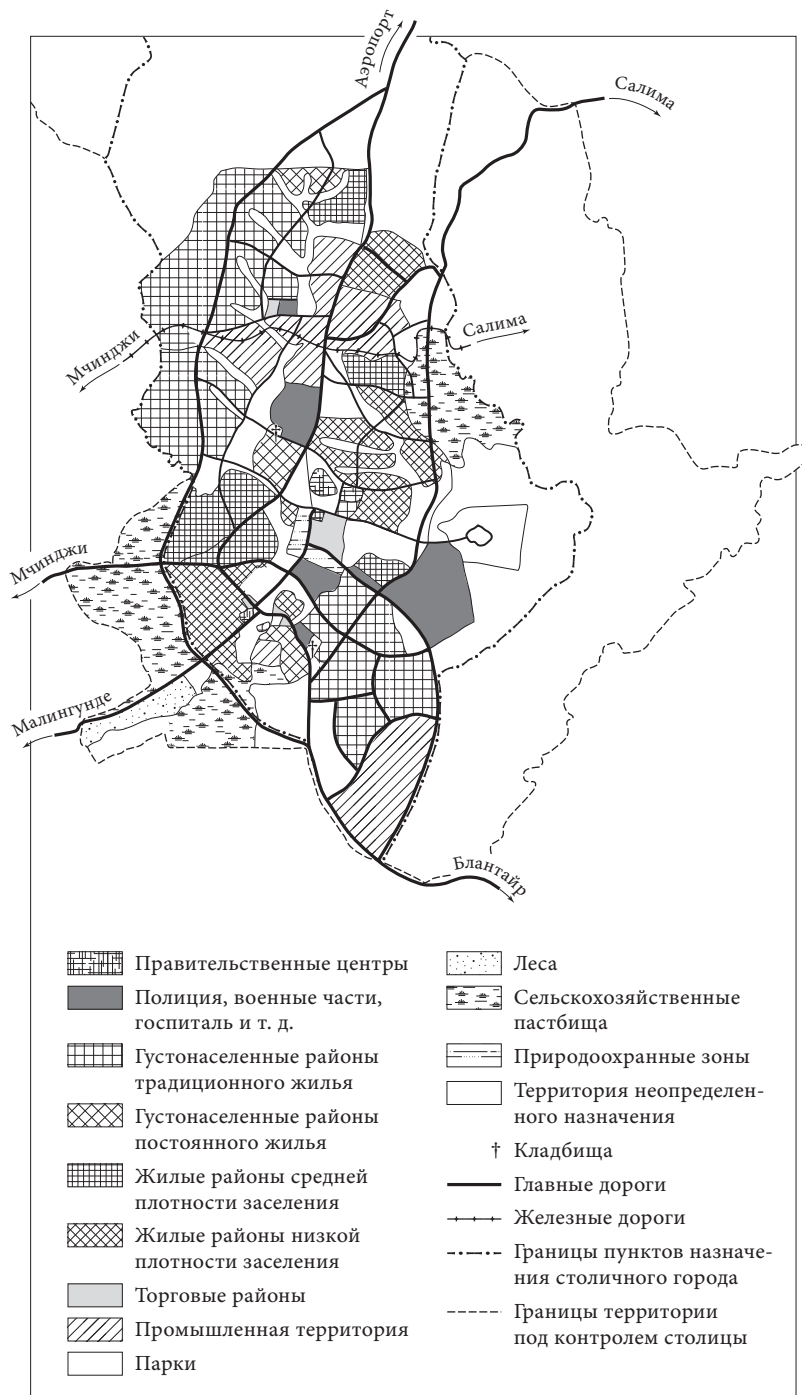 Аэропорт
Салима
Салима
Мчинджи
Мчинджи
Малингунде
Блантайр
Правительственные центры
Полиция, военные части,
госпиталь и т. д.
Густонаселенные районы
традиционного жилья
Густонаселенные районы
постоянного жилья
Жилые районы средней
плотности заселения
Жилые районы низкой
плотности заселения
Торговые районы
Промышленная территория
Парки
Леса
Сельскохозяйственные
пастбища
Природоохранные зоны
Территория неопределен-
ного назначения
† Кладбища
Главные дороги
Железные дороги
Границы пунктов назначе-
ния столичного города
Границы территории
под контролем столицы